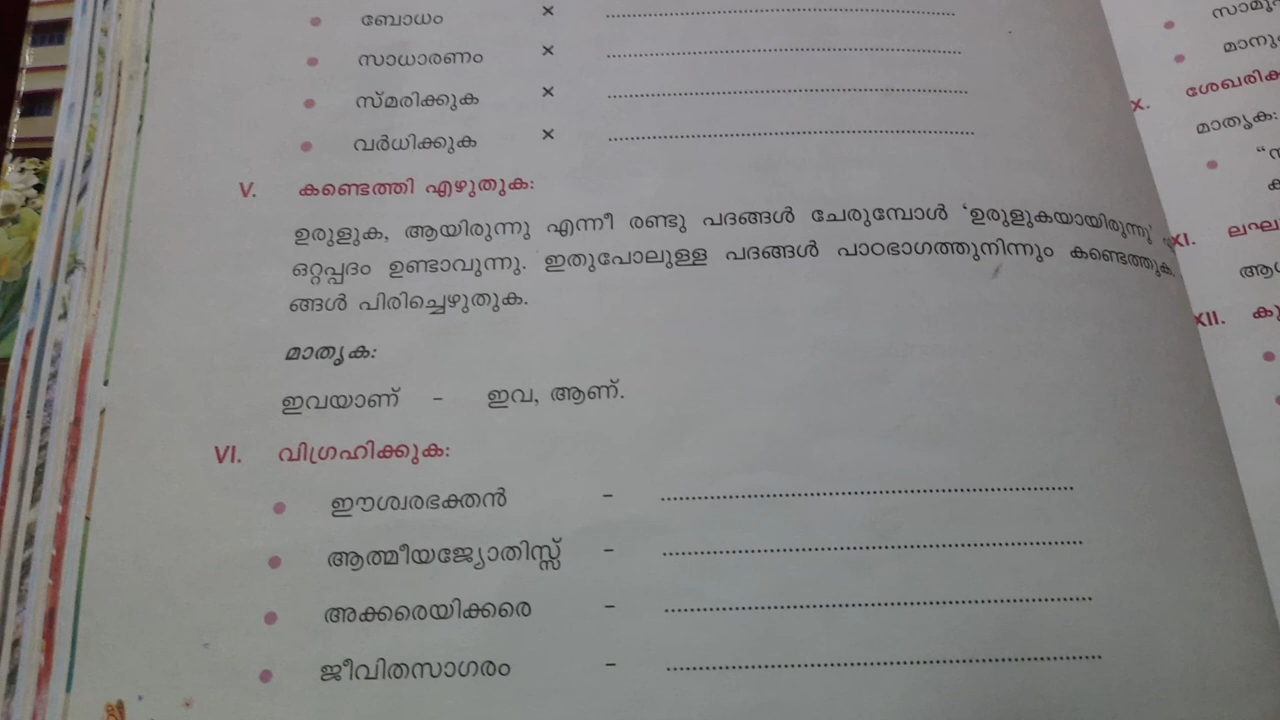 ബോധം × ........................
സാധാരണം × ........................
സ്മരിക്കുക × ........................
വർധിക്കുക × ........................
V. കണ്ടെത്തി എഴുതുക:
ഉരുളുക, ആയിരുന്നു എന്നീ രണ്ടു പദങ്ങൾ ചേരുമ്പോൾ ‘ഉരുളുകയായിരുന്നു’
ഒറ്റപ്പദം ഉണ്ടാവുന്നു. ഇതുപോലുള്ള പദങ്ങൾ പാഠഭാഗത്തുനിന്നും കണ്ടെത്തുക
ങ്ങൾ പിരിച്ചെഴുതുക.
മാതൃക:
ഇവയാണ് - ഇവ, ആണ്.
VI. വിഗ്രഹിക്കുക:
ഈശ്വരഭക്തൻ - ........................
ആത്മീയജ്യോതിസ്സ് - ........................
അക്കരെയിക്കരെ - ........................
ജീവിതസാഗരം - ........................
X.
മാതൃക:
XI.
XII.